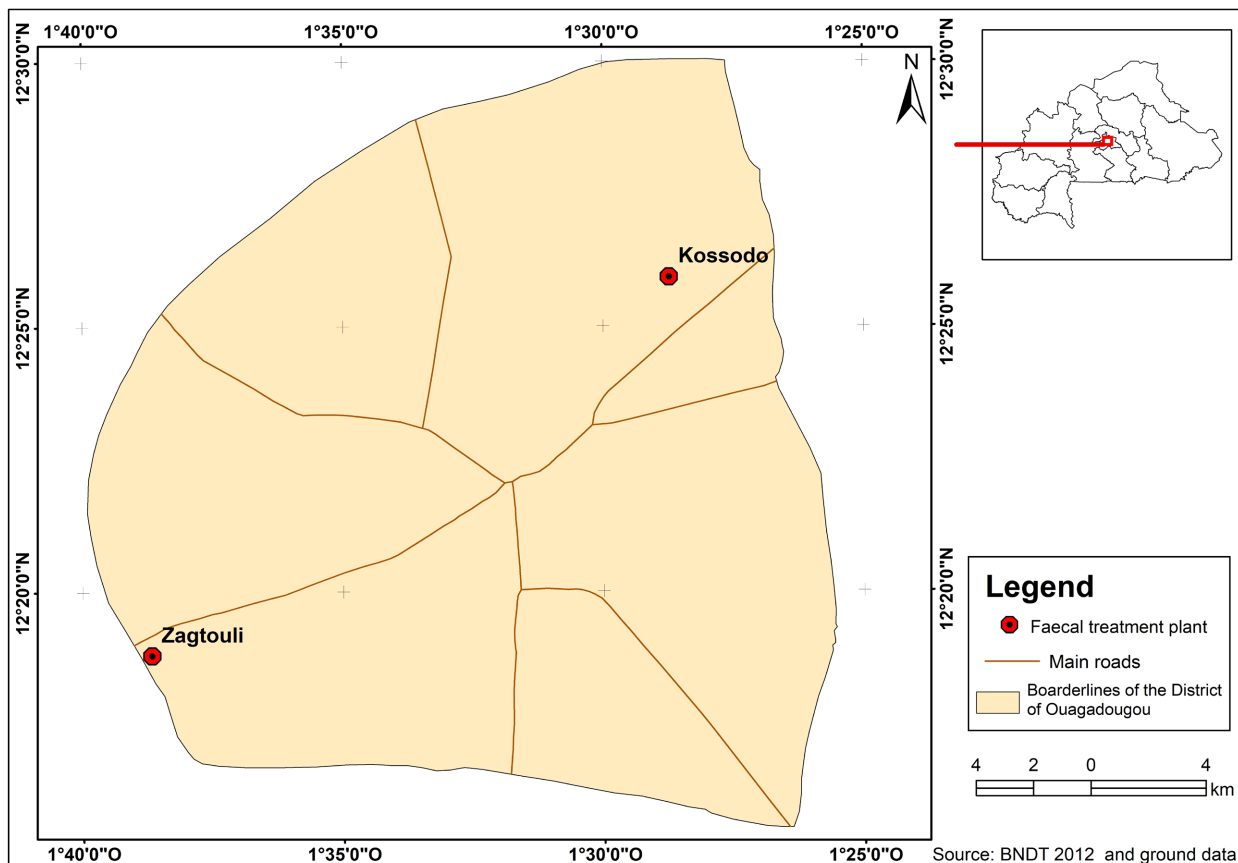 1°40'0"O 1°35'0"O 1°30'0"O 1°25'0"O
12°30'0"N
12°30'0"N
N
Kossodo
12°25'0"N
12°25'0"N
12°20'0"N
12°20'0"N
Zagtouli
Legend
Faecal treatment plant
Main roads
Boarderlines of the District
of Ouagadougou
4 2 0 4
km
1°40'0"O 1°35'0"O 1°30'0"O 1°25'0"O
Source: BNDT 2012 and ground data